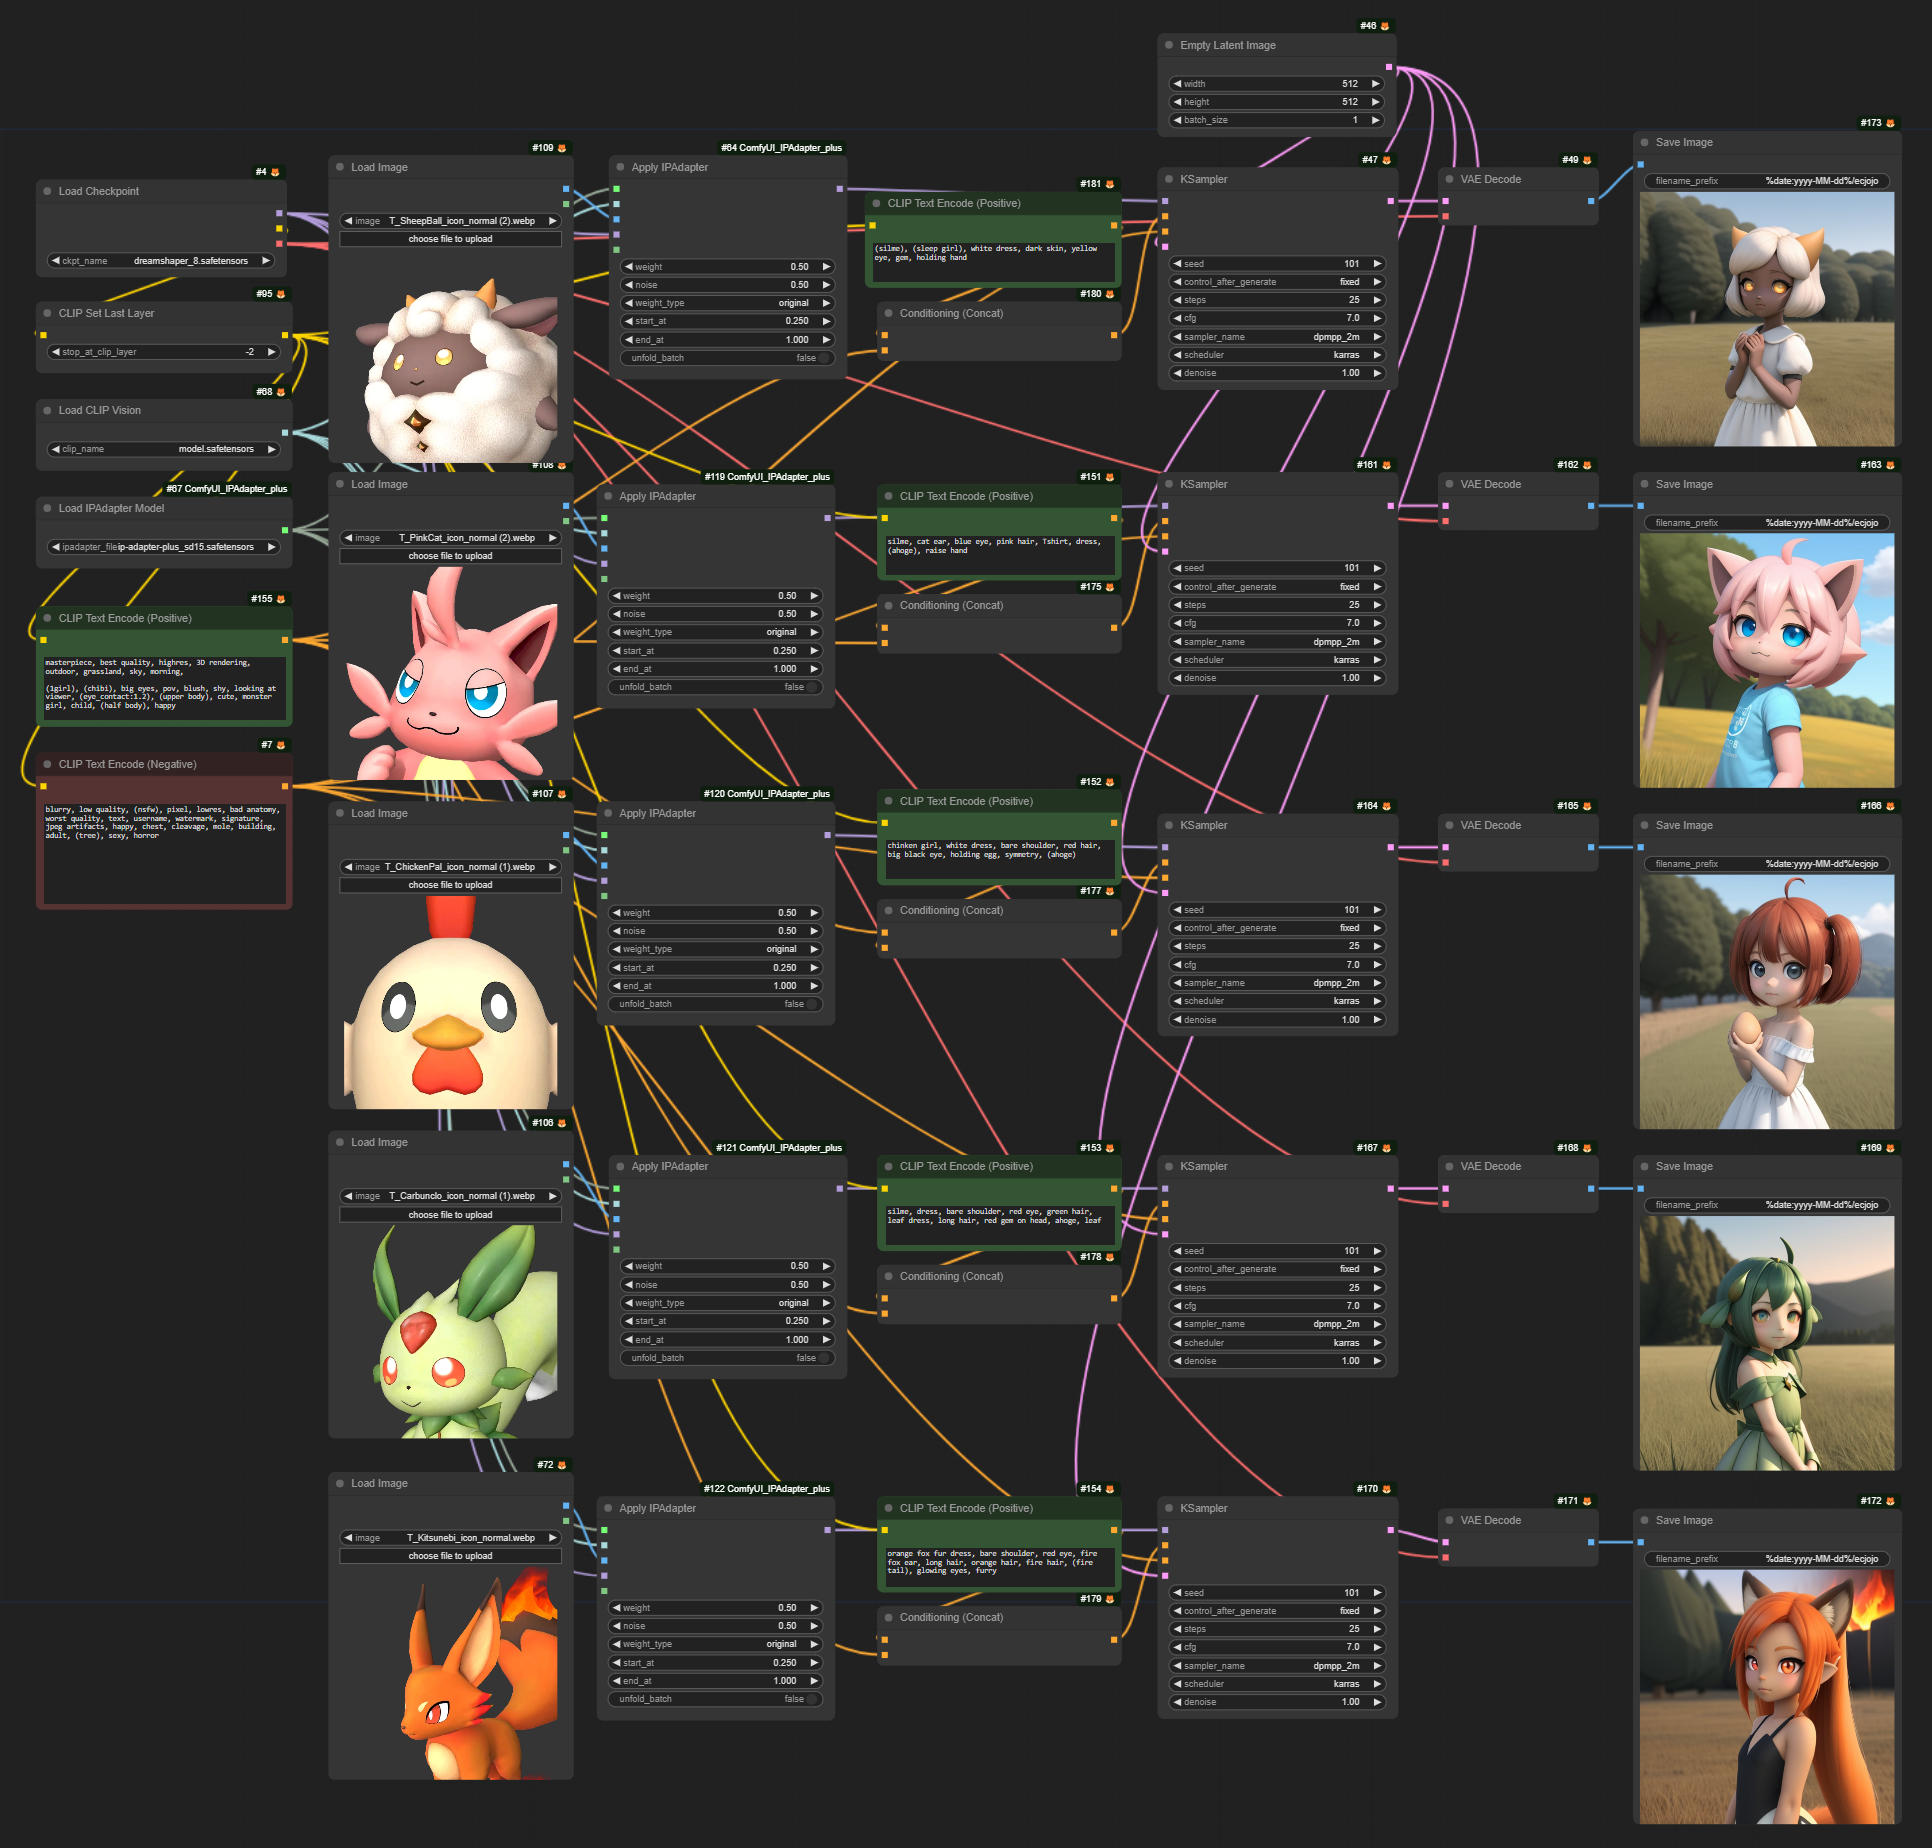 #46
Empty Latent Image
width 512
height 512
batch_size 1
#4
Load Checkpoint
ckpt_name dreamshaper_8.safetensors
#95
CLIP Set Last Layer
stop_at_clip_layer -2
#68
Load CLIP Vision
clip_name model.safetensors
#67 ComfyUI_IPAdapter_plus
Load IPAdapter Model
ipadapter_file ip-adapter-plus_sd15.safetensors
#155
CLIP Text Encode (Positive)
masterpiece, best quality, highres, 3D rendering,
outdoor, grassland, sky, morning,
(1girl), (chibi), big eyes, pov, blush, shy, looking at
viewer, (eye_contact:1.2), (upper body), cute, monster
girl, child, (half body), happy
#7
CLIP Text Encode (Negative)
blurry, low quality, (nsfw), pixel, lowres, bad anatomy,
worst quality, text, username, watermark, signature,
jpeg artifacts, happy, chest, cleavage, mole, building,
adult, (tree), sexy, horror
#109
Load Image
image T_SheepBall_icon_normal (2).webp
choose file to upload
#64 ComfyUI_IPAdapter_plus
Apply IPAdapter
weight 0.50
noise 0.50
weight_type original
start_at 0.250
end_at 1.000
unfold_batch false
#181
CLIP Text Encode (Positive)
(silme), (sleep girl), white dress, dark skin, yellow
eye, gem, holding hand
#180
Conditioning (Concat)
#47
KSampler
seed 101
control_after_generate fixed
steps 25
cfg 7.0
sampler_name dpmpp_2m
scheduler karras
denoise 1.00
#49
VAE Decode
#173
Save Image
filename_prefix %date:yyyy-MM-dd%/ecjojo
#108
Load Image
image T_PinkCat_icon_normal (2).webp
choose file to upload
#119 ComfyUI_IPAdapter_plus
Apply IPAdapter
weight 0.50
noise 0.50
weight_type original
start_at 0.250
end_at 1.000
unfold_batch false
#151
CLIP Text Encode (Positive)
silme, cat ear, blue eye, pink hair, Tshirt, dress,
(ahoge), raise hand
#175
Conditioning (Concat)
#161
KSampler
seed 101
control_after_generate fixed
steps 25
cfg 7.0
sampler_name dpmpp_2m
scheduler karras
denoise 1.00
#162
VAE Decode
#163
Save Image
filename_prefix %date:yyyy-MM-dd%/ecjojo
#107
Load Image
image T_ChickenPal_icon_normal (1).webp
choose file to upload
#120 ComfyUI_IPAdapter_plus
Apply IPAdapter
weight 0.50
noise 0.50
weight_type original
start_at 0.250
end_at 1.000
unfold_batch false
#152
CLIP Text Encode (Positive)
chinken girl, white dress, bare shoulder, red hair,
big black eye, holding egg, symmetry, (ahoge)
#177
Conditioning (Concat)
#164
KSampler
seed 101
control_after_generate fixed
steps 25
cfg 7.0
sampler_name dpmpp_2m
scheduler karras
denoise 1.00
#165
VAE Decode
#166
Save Image
filename_prefix %date:yyyy-MM-dd%/ecjojo
#106
Load Image
image T_Carbunclo_icon_normal (1).webp
choose file to upload
#121 ComfyUI_IPAdapter_plus
Apply IPAdapter
weight 0.50
noise 0.50
weight_type original
start_at 0.250
end_at 1.000
unfold_batch false
#153
CLIP Text Encode (Positive)
silme, dress, bare shoulder, red eye, green hair,
leaf dress, long hair, red gem on head, ahoge, leaf
#178
Conditioning (Concat)
#167
KSampler
seed 101
control_after_generate fixed
steps 25
cfg 7.0
sampler_name dpmpp_2m
scheduler karras
denoise 1.00
#168
VAE Decode
#169
Save Image
filename_prefix %date:yyyy-MM-dd%/ecjojo
#72
Load Image
image T_Kitsunebi_icon_normal.webp
choose file to upload
#122 ComfyUI_IPAdapter_plus
Apply IPAdapter
weight 0.50
noise 0.50
weight_type original
start_at 0.250
end_at 1.000
unfold_batch false
#154
CLIP Text Encode (Positive)
orange fox fur dress, bare shoulder, red eye, fire
fox ear, long hair, orange hair, fire hair, (fire
tail), glowing eyes, furry
#179
Conditioning (Concat)
#170
KSampler
seed 101
control_after_generate fixed
steps 25
cfg 7.0
sampler_name dpmpp_2m
scheduler karras
denoise 1.00
#171
VAE Decode
#172
Save Image
filename_prefix %date:yyyy-MM-dd%/ecjojo